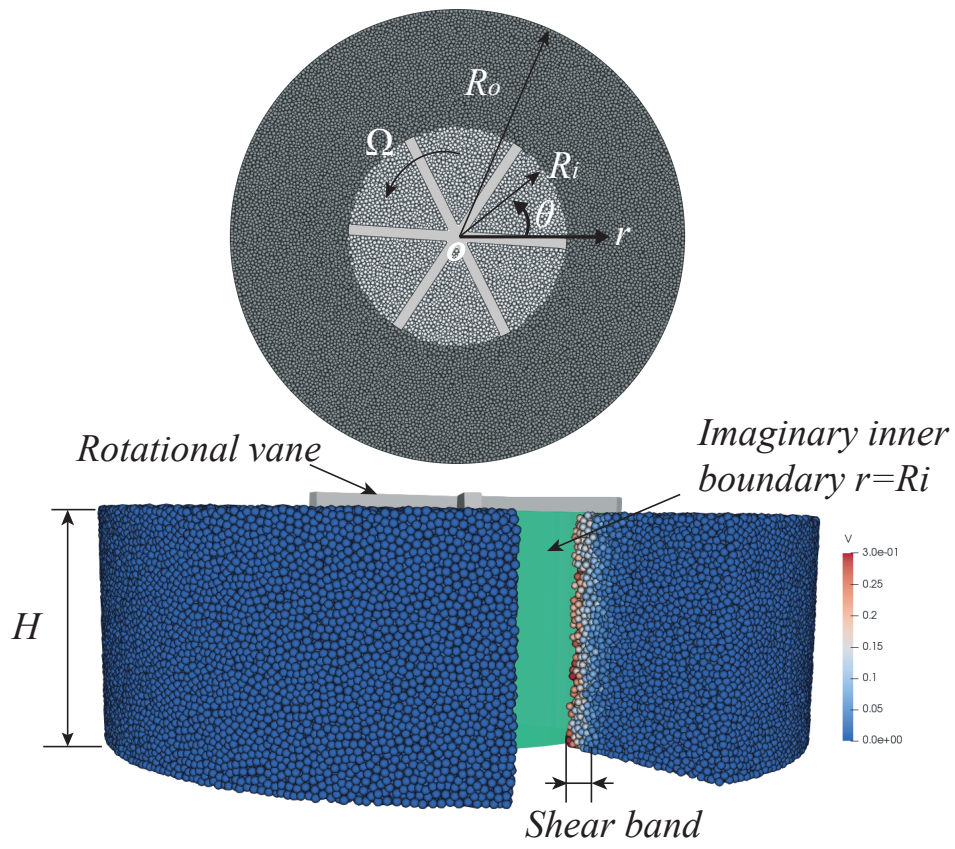 Ro
Ω
Ri
θ
r
o
Rotational vane
Imaginary inner
boundary r=Ri
H
V
3.0e-01
0.25
0.2
0.15
0.1
0.05
0.0e+00
Shear band